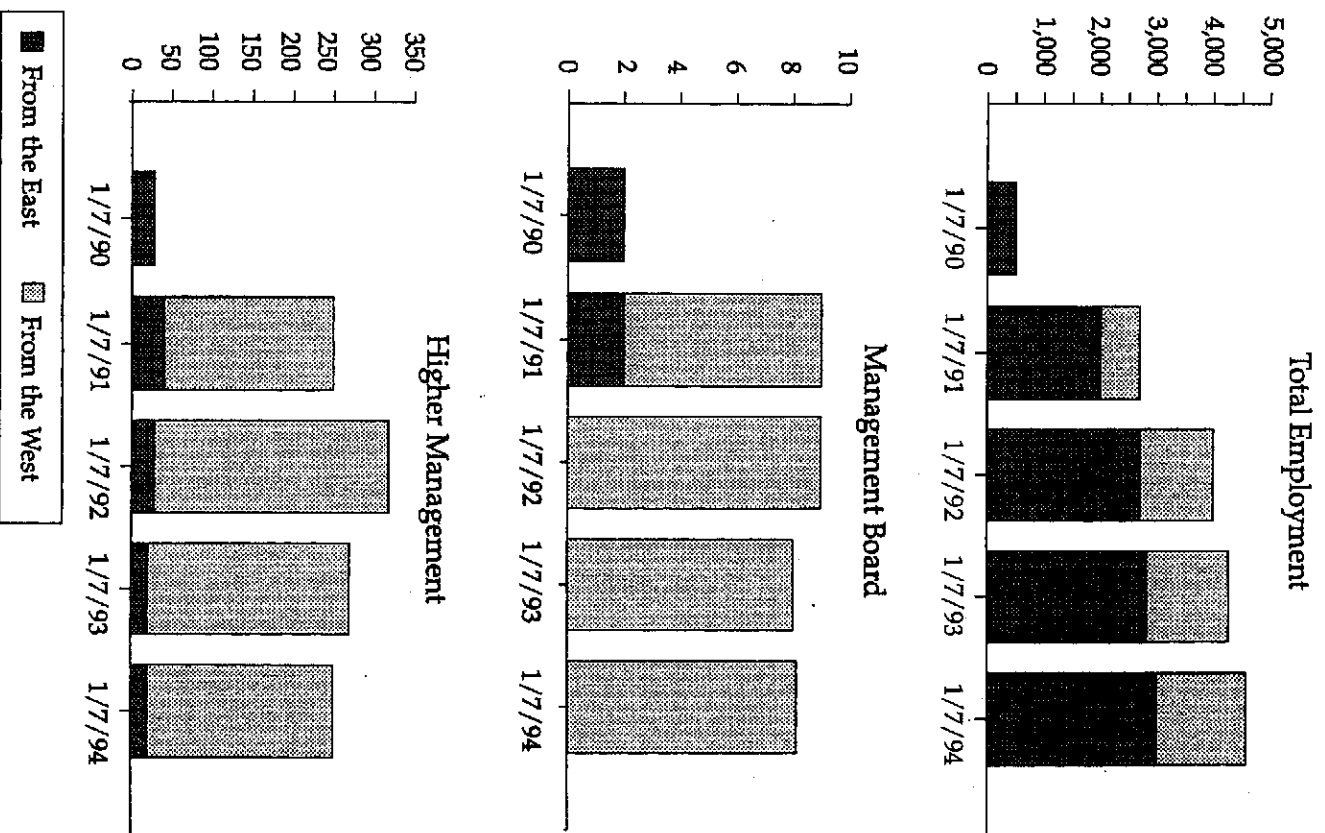 Total Employment
5,000
4,000
3,000
2,000
1,000
0
1/7/90 1/7/91 1/7/92 1/7/93 1/7/94
Management Board
10
8
6
4
2
0
1/7/90 1/7/91 1/7/92 1/7/93 1/7/94
Higher Management
350
300
250
200
150
100
50
0
1/7/90 1/7/91 1/7/92 1/7/93 1/7/94
From the East From the West